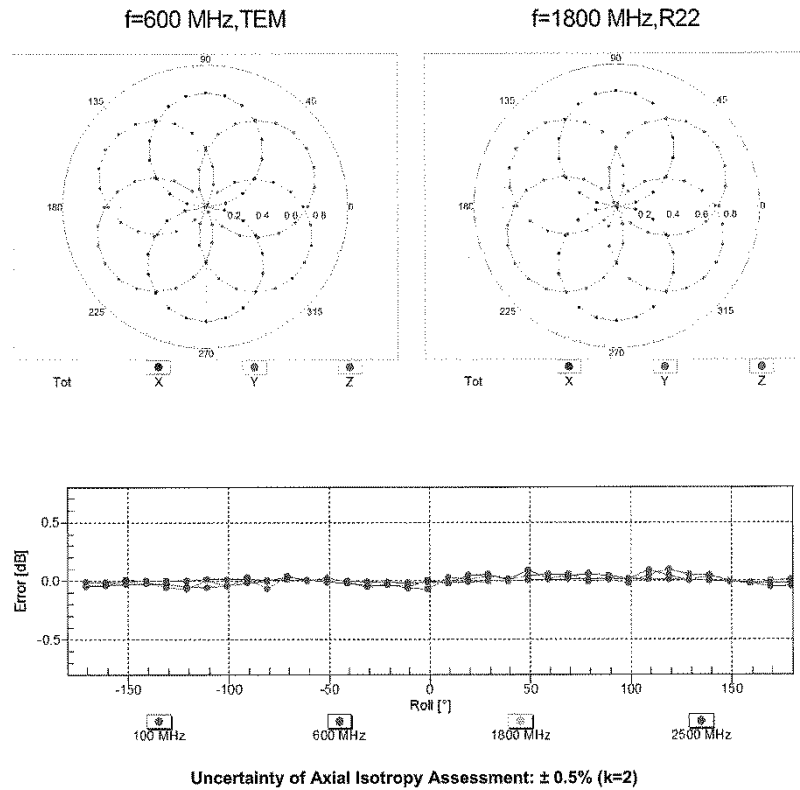 f=600 MHz,TEM
f=1800 MHz,R22
90
135
45
180
0
0.2 0.4 0.6 0.8
225
315
270
Tot X Y Z
90
135
45
180
0
0.2 0.4 0.6 0.8
225
315
270
Tot X Y Z
Error [dB]
0.5
0.0
-0.5
-150 -100 -50 0 50 100 150
Roll [°]
100 MHz 600 MHz 1800 MHz 2500 MHz
Uncertainty of Axial Isotropy Assessment: ± 0.5% (k=2)